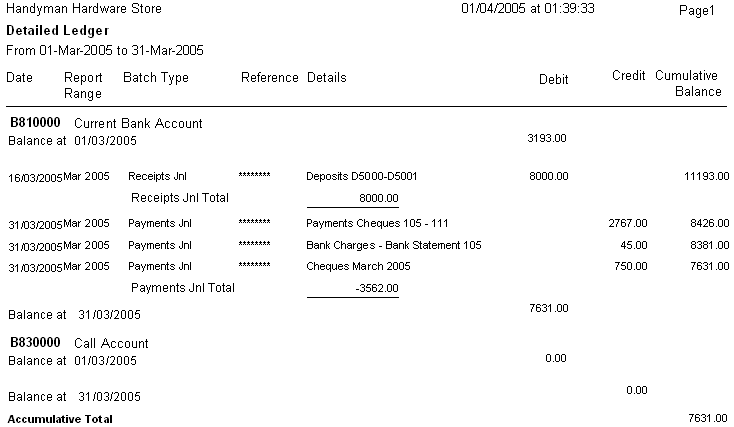 Handyman Hardware Store 01/04/2005 at 01:39:33 Page1
Detailed Ledger
From 01-Mar-2005 to 31-Mar-2005
Date Report Range Batch Type Reference Details Debit Credit Cumulative Balance
B810000 Current Bank Account
Balance at 01/03/2005 3193.00
16/03/2005 Mar 2005 Receipts Jnl ******** Deposits D5000-D5001 8000.00 11193.00
Receipts Jnl Total 8000.00
31/03/2005 Mar 2005 Payments Jnl ******** Payments Cheques 105 - 111 2767.00 8426.00
31/03/2005 Mar 2005 Payments Jnl ******** Bank Charges - Bank Statement 105 45.00 8381.00
31/03/2005 Mar 2005 Payments Jnl ******** Cheques March 2005 750.00 7631.00
Payments Jnl Total -3562.00
Balance at 31/03/2005 7631.00
B830000 Call Account
Balance at 01/03/2005 0.00
Balance at 31/03/2005 0.00
Accumulative Total 7631.00